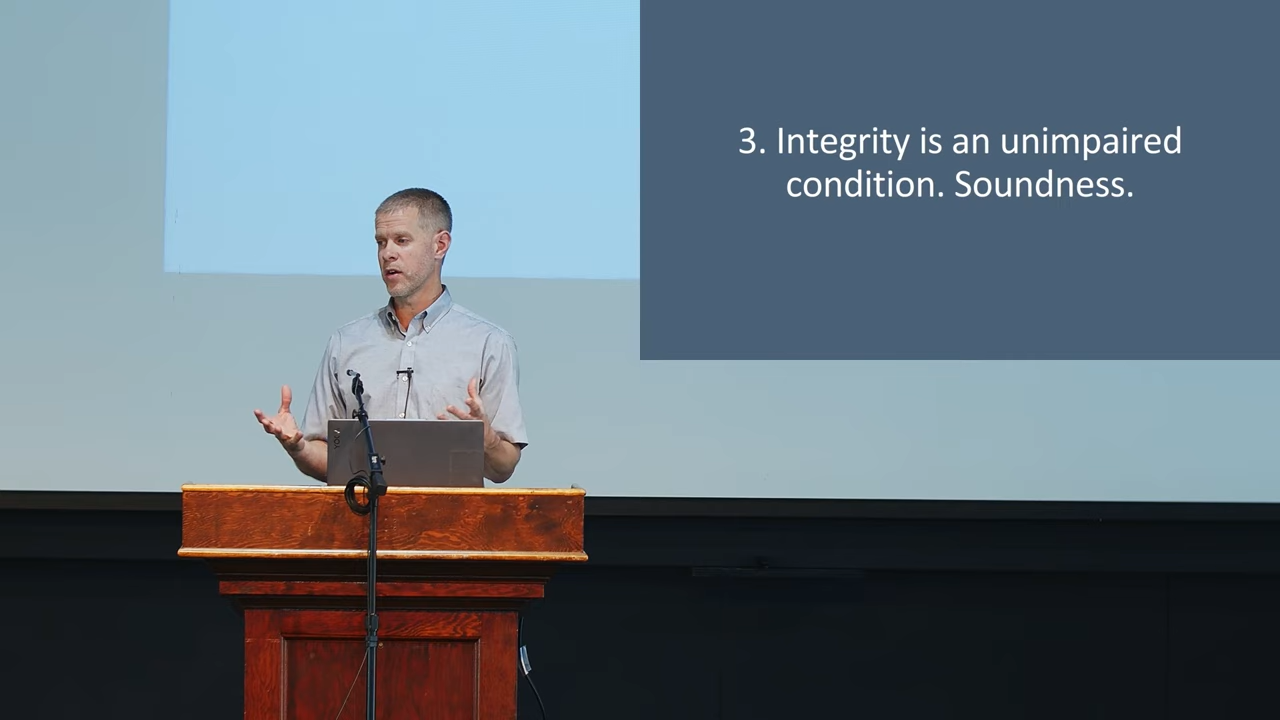 3. Integrity is an unimpaired
condition. Soundness.